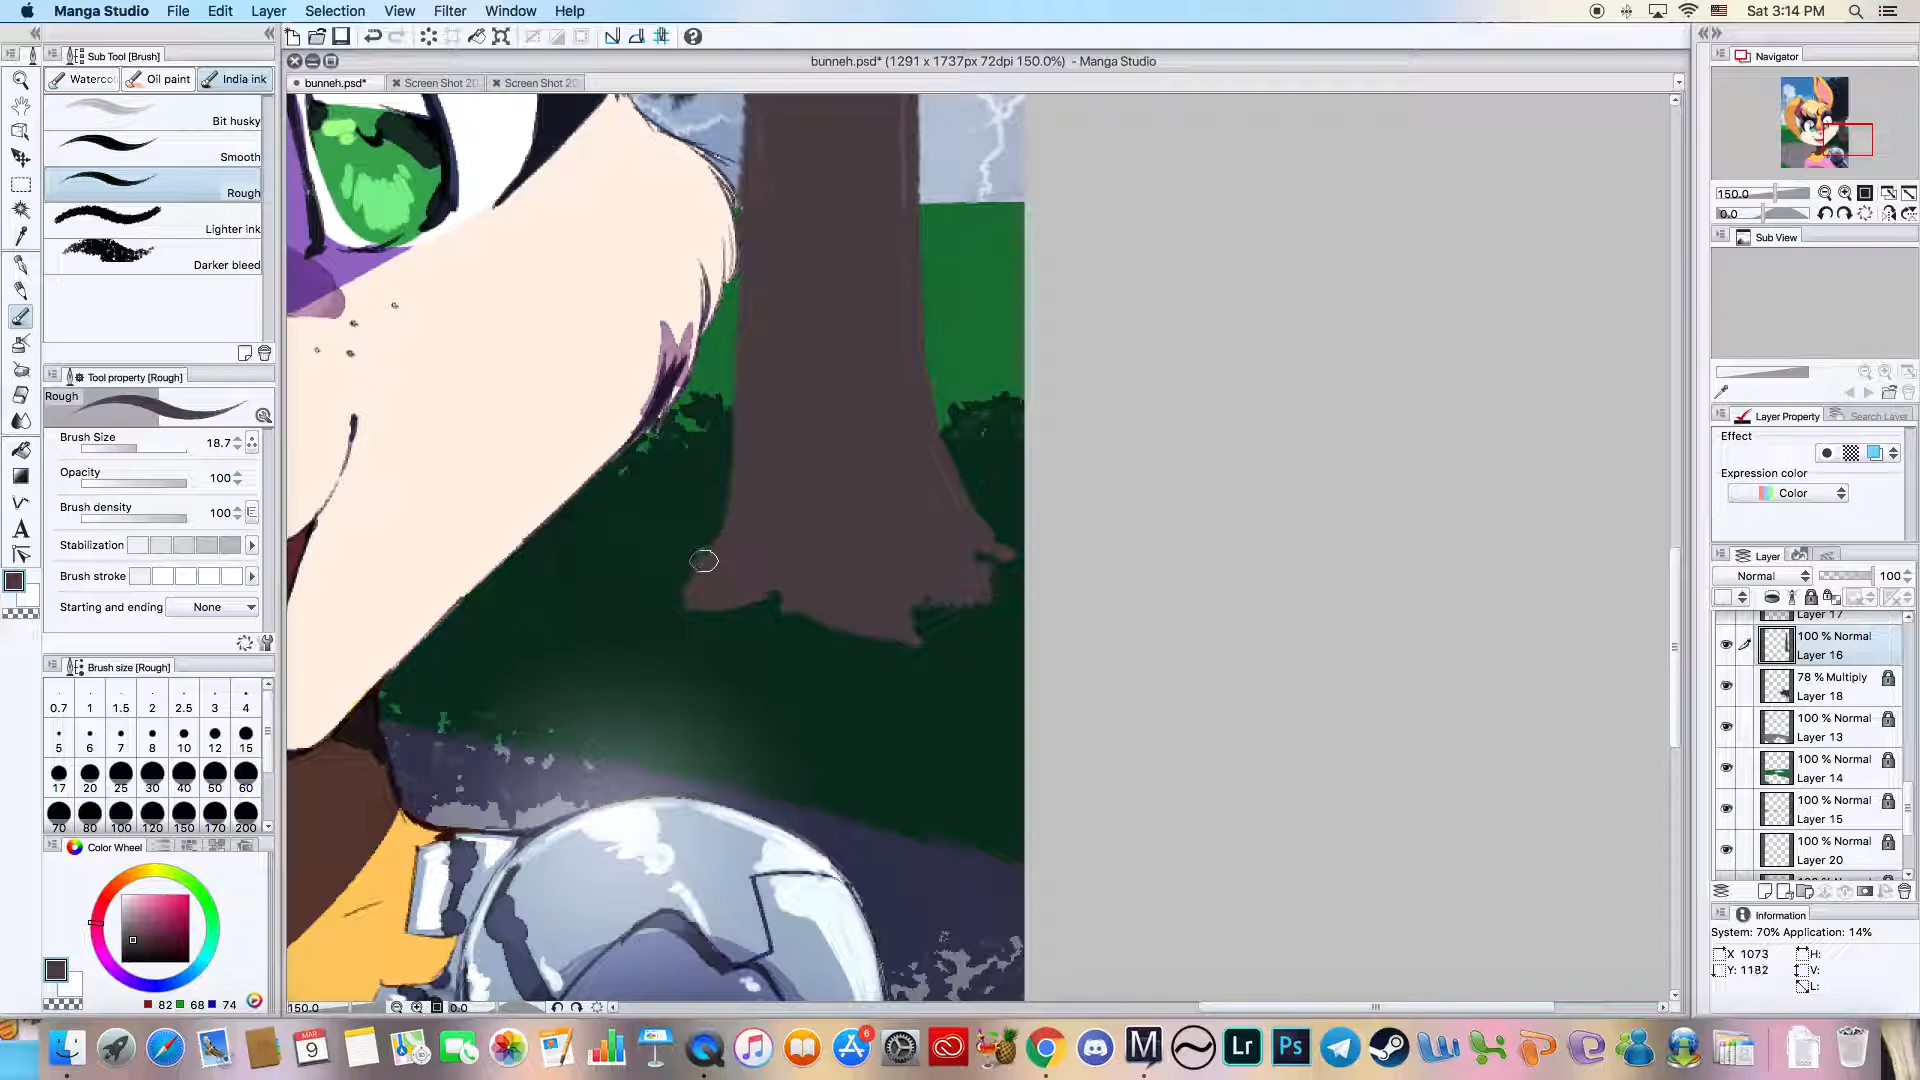 Manga Studio File Edit Layer Selection View Filter Window Help Sat 3:14 PM
bunneh.psd* (1291 x 1737px 72dpi 150.0%) - Manga Studio
bunneh.psd* Screen Shot 20 Screen Shot 20
Sub Tool [Brush]
Oil paint India ink
Bit husky
Smooth
Rough
Lighter ink
Darker bleed
Tool property [Rough]
Rough
Brush Size 18.7
Opacity 100
Brush density 100
Stabilization
Brush stroke
Starting and ending None
Brush size [Rough]
0.7 1 1.5 2 2.5 3 4
5 6 7 8 10 12 15
17 20 25 30 40 50 60
70 80 100 120 150 170 200
Color Wheel
82 68 74
150.0 0.0
Navigator
150.0
0.0
Sub View
Layer Property Search Layer
Effect
Expression color
Color
Layer
Normal 100
Layer 17
100 % Normal
Layer 16
78 % Multiply
Layer 18
100 % Normal
Layer 13
100 % Normal
Layer 14
100 % Normal
Layer 15
100 % Normal
Layer 20
Information
System: 70% Application: 14%
X 1073 H:
Y: 1182 V:
L:
MAR
9
6
M
Lr
Ps